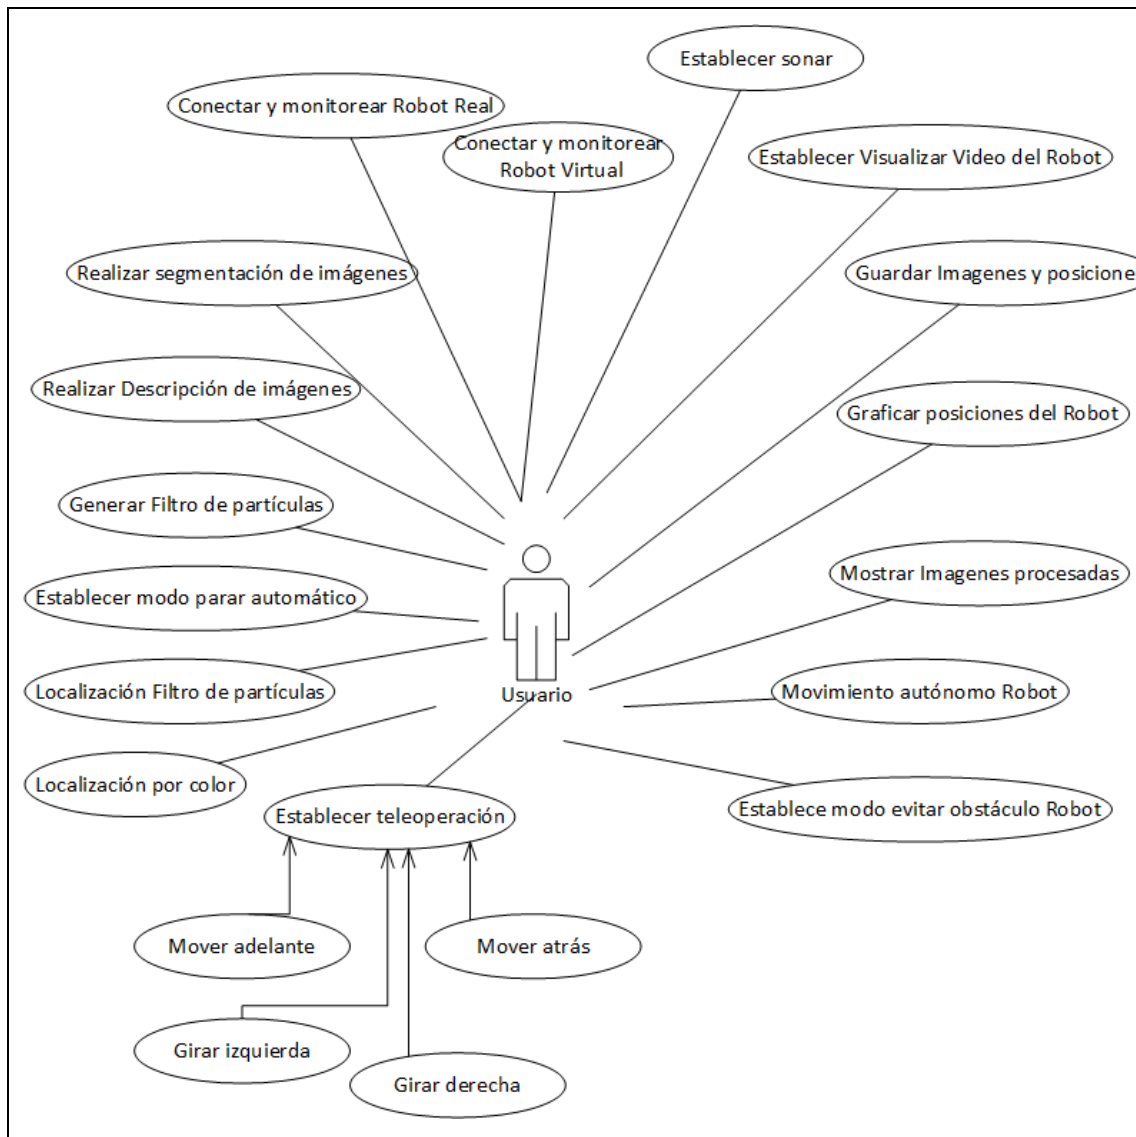 Establecer sonar
Conectar y monitorear Robot Real
Conectar y monitorear
Robot Virtual
Establecer Visualizar Video del Robot
Realizar segmentación de imágenes
Guardar Imagenes y posicione
Realizar Descripción de imágenes
Graficar posiciones del Robot
Generar Filtro de partículas
Mostrar Imagenes procesadas
Establecer modo parar automático
Localización Filtro de partículas
Usuario
Movimiento autónomo Robot
Localización por color
Establecer teleoperación
Establece modo evitar obstáculo Robot
Mover adelante
Mover atrás
Girar izquierda
Girar derecha